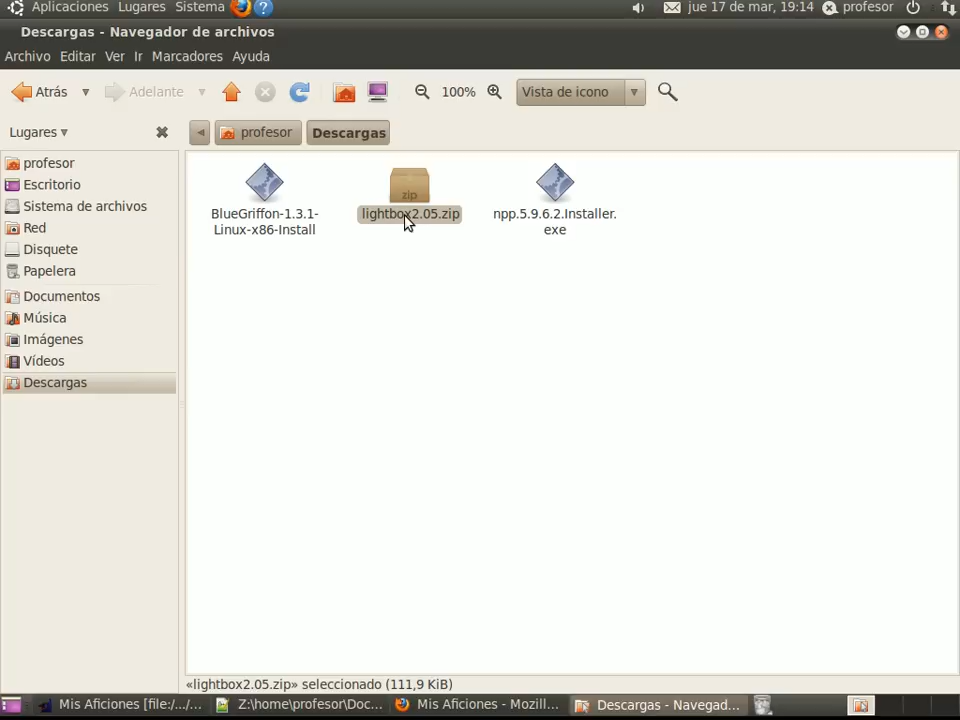 Aplicaciones Lugares Sistema ? jue 17 de mar, 19:14 profesor
Descargas - Navegador de archivos
Archivo Editar Ver Ir Marcadores Ayuda
Atrás Adelante 100% Vista de icono
Lugares profesor Descargas
profesor
Escritorio
Sistema de archivos
Red
Disquete
Papelera
Documentos
Música
Imágenes
Vídeos
Descargas
BlueGriffon-1.3.1-
Linux-x86-Install
zip
lightbox2.05.zip
npp.5.9.6.2.Installer.
exe
«lightbox2.05.zip» seleccionado (111,9 KiB)
Mis Aficiones [file:/.../... Z:\home\profesor\Doc... Mis Aficiones - Mozill... Descargas - Navegad...